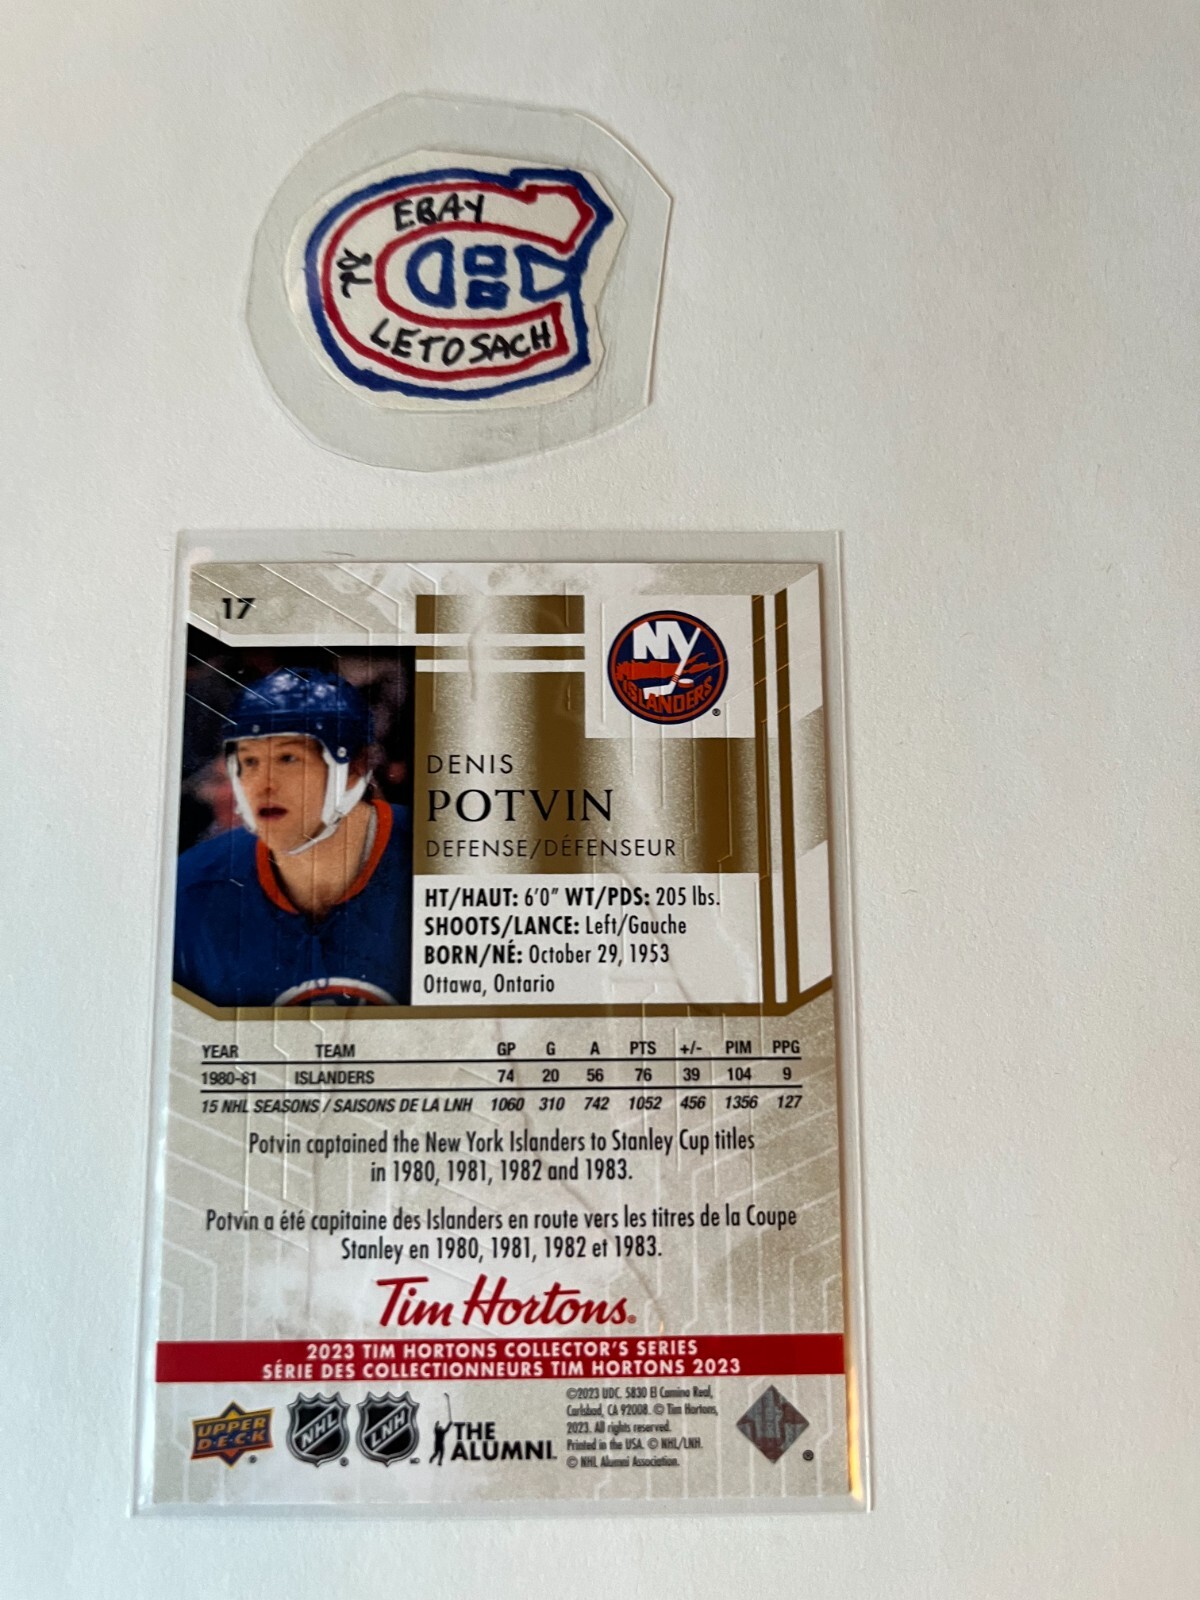 EBAY
LETOSACH
17
NY
ISLANDERS
DENIS
POTVIN
DEFENSE/DÉFENSEUR
HT/HAUT: 6'0" WT/PDS: 205 lbs.
SHOOTS/LANCE: Left/Gauche
BORN/NÉ: October 29, 1953
Ottawa, Ontario
YEAR TEAM GP G A PTS +/- PIM PPG
1980-81 ISLANDERS 74 20 56 76 39 104 9
15 NHL SEASONS / SAISONS DE LA LNH 1060 310 742 1052 456 1356 127
Potvin captained the New York Islanders to Stanley Cup titles
in 1980, 1981, 1982 and 1983.
Potvin a été capitaine des Islanders en route vers les titres de la Coupe
Stanley en 1980, 1981, 1982 et 1983.
Tim Hortons®
2023 TIM HORTONS COLLECTOR'S SERIES
SÉRIE DES COLLECTIONNEURS TIM HORTONS 2023
UPPER
D·E·C·K
NHL
LNH
THE
ALUMNI
©2023 UDC. 5830 El Camino Real,
Carlsbad, CA 92008. © Tim Hortons,
2023. All rights reserved.
Printed in the USA. © NHL/LNH.
© NHL Alumni Association.